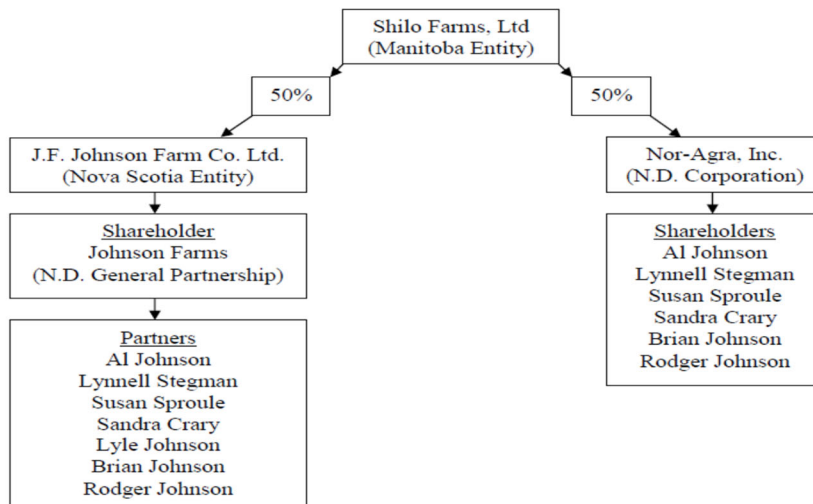 Shilo Farms, Ltd
(Manitoba Entity)
50%
50%
J.F. Johnson Farm Co. Ltd.
(Nova Scotia Entity)
Nor-Agra, Inc.
(N.D. Corporation)
Shareholder
Johnson Farms
(N.D. General Partnership)
Shareholders
Al Johnson
Lynnell Stegman
Susan Sproule
Sandra Crary
Brian Johnson
Rodger Johnson
Partners
Al Johnson
Lynnell Stegman
Susan Sproule
Sandra Crary
Lyle Johnson
Brian Johnson
Rodger Johnson